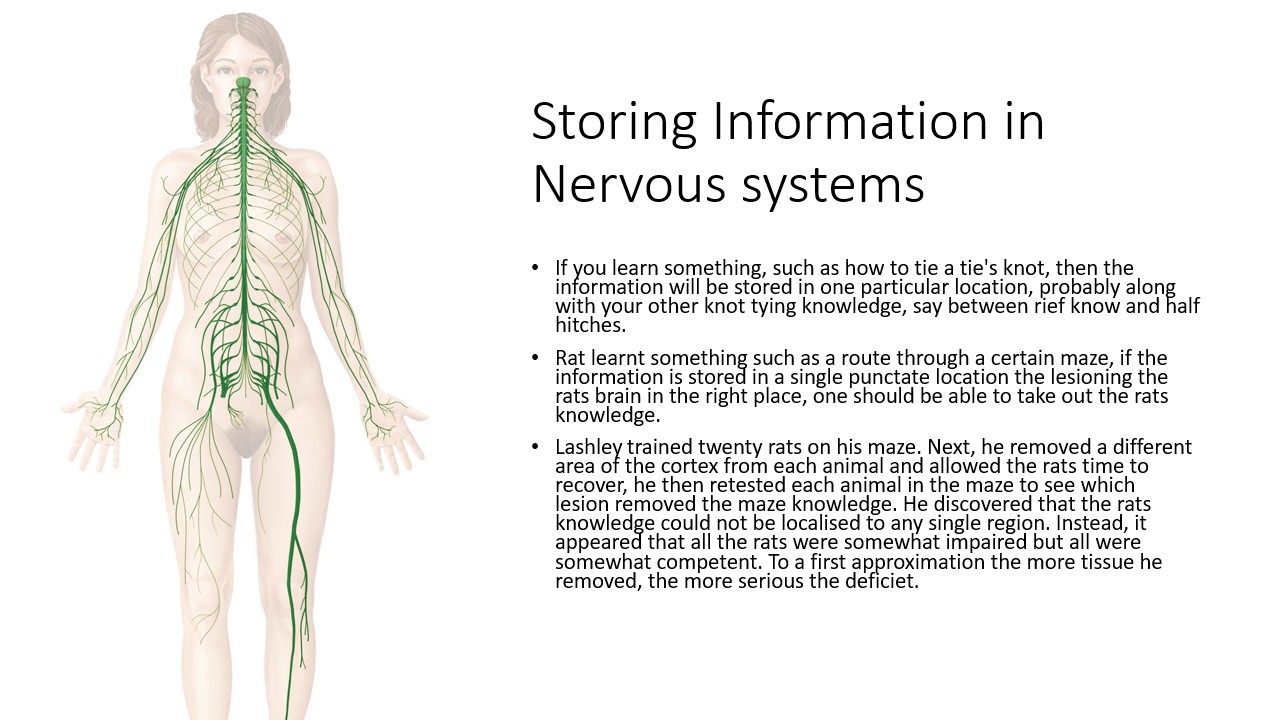 Storing Information in
Nervous systems
• If you learn something, such as how to tie a tie's knot, then the
information will be stored in one particular location, probably along
with your other knot tying knowledge, say between rief know and half
hitches.
• Rat learnt something such as a route through a certain maze, if the
information is stored in a single punctate location the lesioning the
rats brain in the right place, one should be able to take out the rats
knowledge.
• Lashley trained twenty rats on his maze. Next, he removed a different
area of the cortex from each animal and allowed the rats time to
recover, he then retested each animal in the maze to see which
lesion removed the maze knowledge. He discovered that the rats
knowledge could not be localised to any single region. Instead, it
appeared that all the rats were somewhat impaired but all were
somewhat competent. To a first approximation the more tissue he
removed, the more serious the deficiet.